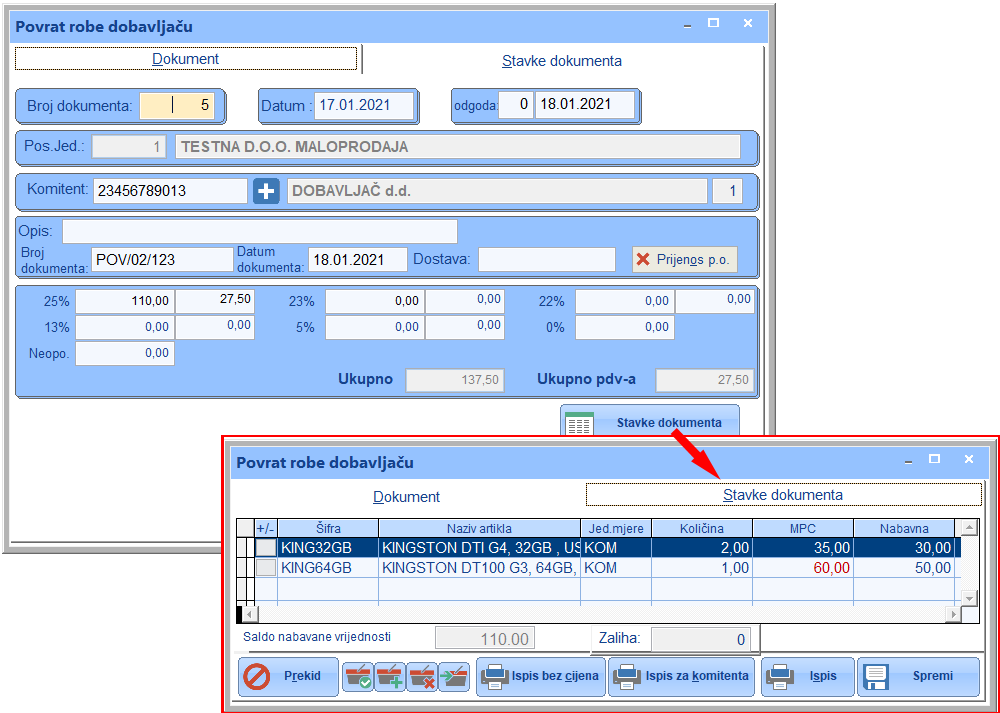 Povrat robe dobavljaču
Dokument Stavke dokumenta
Broj dokumenta: 5 Datum : 17.01.2021 odgoda: 0 18.01.2021
Pos.Jed.: 1 TESTNA D.O.O. MALOPRODAJA
Komitent: 23456789013 DOBAVLJAČ d.d. 1
Opis:
Broj dokumenta: POV/02/123 Datum dokumenta: 18.01.2021 Dostava: Prijenos p.o.
25% 110,00 27,50 23% 0,00 0,00 22% 0,00 0,00
13% 0,00 0,00 5% 0,00 0,00 0% 0,00
Neopo. 0,00
Ukupno 137,50 Ukupno pdv-a 27,50
Stavke dokumenta
Povrat robe dobavljaču
Dokument Stavke dokumenta
+/- Šifra Naziv artikla Jed.mjere Količina MPC Nabavna
KING32GB KINGSTON DTI G4, 32GB , US KOM 2,00 35,00 30,00
KING64GB KINGSTON DT100 G3, 64GB, KOM 1,00 60,00 50,00
Saldo nabavane vrijednosti 110.00 Zaliha: 0
Prekid Ispis bez cijena Ispis za komitenta Ispis Spremi